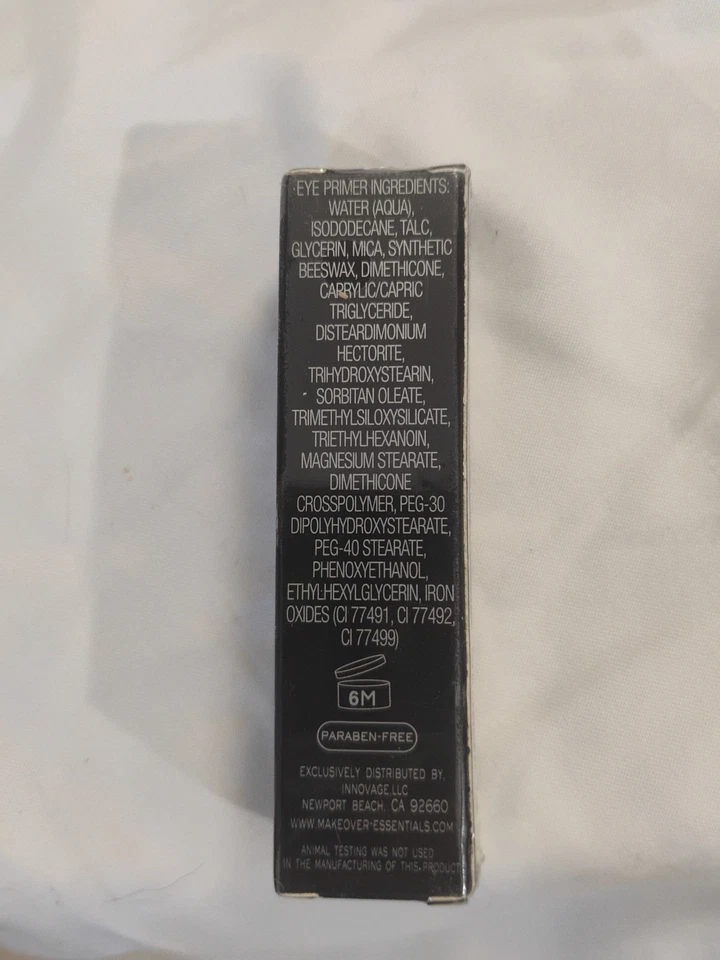 EYE PRIMER INGREDIENTS:
WATER (AQUA),
ISODODECANE, TALC,
GLYCERIN, MICA, SYNTHETIC
BEESWAX, DIMETHICONE,
CAPRYLIC/CAPRIC
TRIGLYCERIDE,
DISTEARDIMONIUM
HECTORITE,
TRIHYDROXYSTEARIN,
SORBITAN OLEATE,
TRIMETHYLSILOXYSILICATE,
TRIETHYLHEXANOIN,
MAGNESIUM STEARATE,
DIMETHICONE
CROSSPOLYMER, PEG-30
DIPOLYHYDROXYSTEARATE,
PEG-40 STEARATE,
PHENOXYETHANOL,
ETHYLHEXYLGLYCERIN, IRON
OXIDES (CI 77491, CI 77492,
CI 77499)
6M
PARABEN-FREE
EXCLUSIVELY DISTRIBUTED BY,
INNOVAGE,LLC
NEWPORT BEACH, CA 92660
WWW.MAKEOVER-ESSENTIALS.COM
ANIMAL TESTING WAS NOT USED
IN THE MANUFACTURING OF THIS PRODUCT